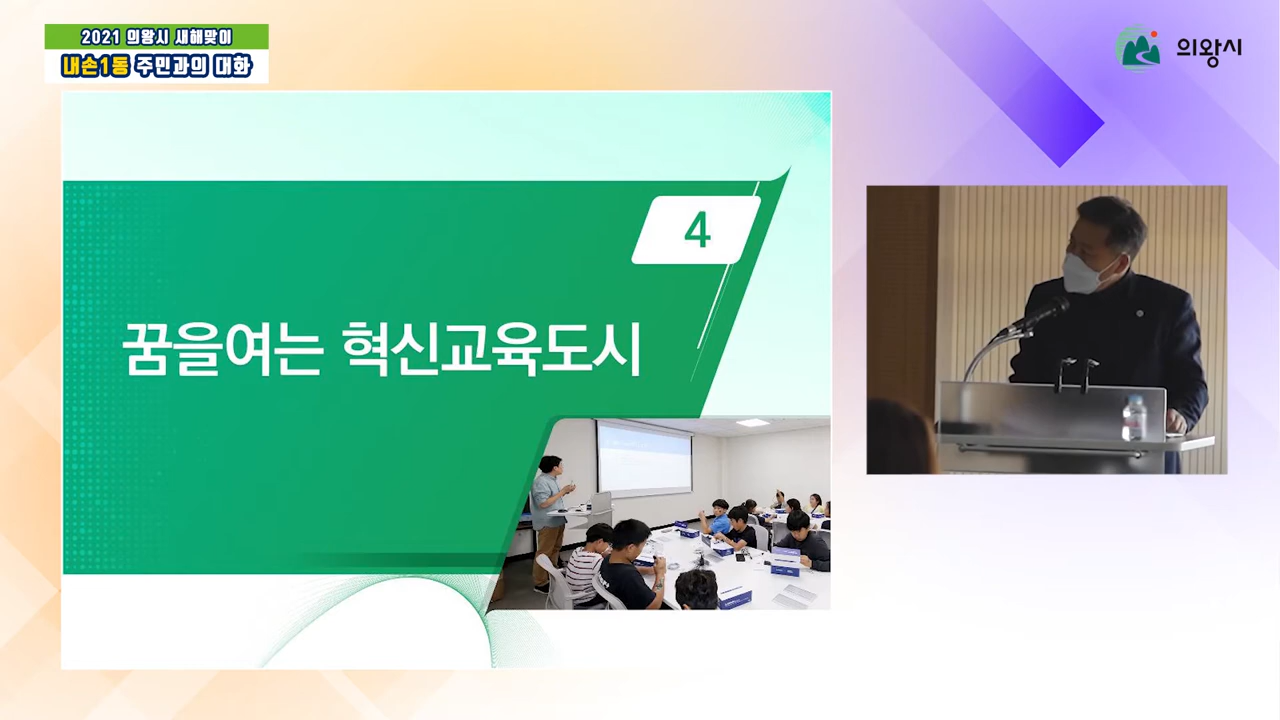 2021 의왕시 새해맞이
내손1동 주민과의 대화
의왕시
4
꿈을여는 혁신교육도시